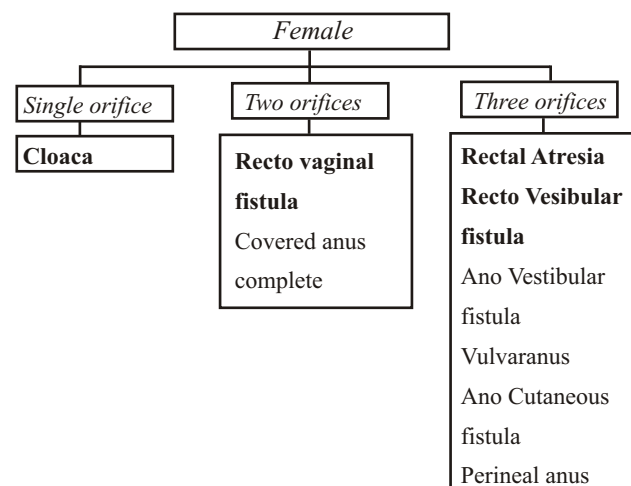 Female
Single orifice
Two orifices
Three orifices
Cloaca
Recto vaginal
fistula
Covered anus
complete
Rectal Atresia
Recto Vesibular
fistula
Ano Vestibular
fistula
Vulvaranus
Ano Cutaneous
fistula
Perineal anus